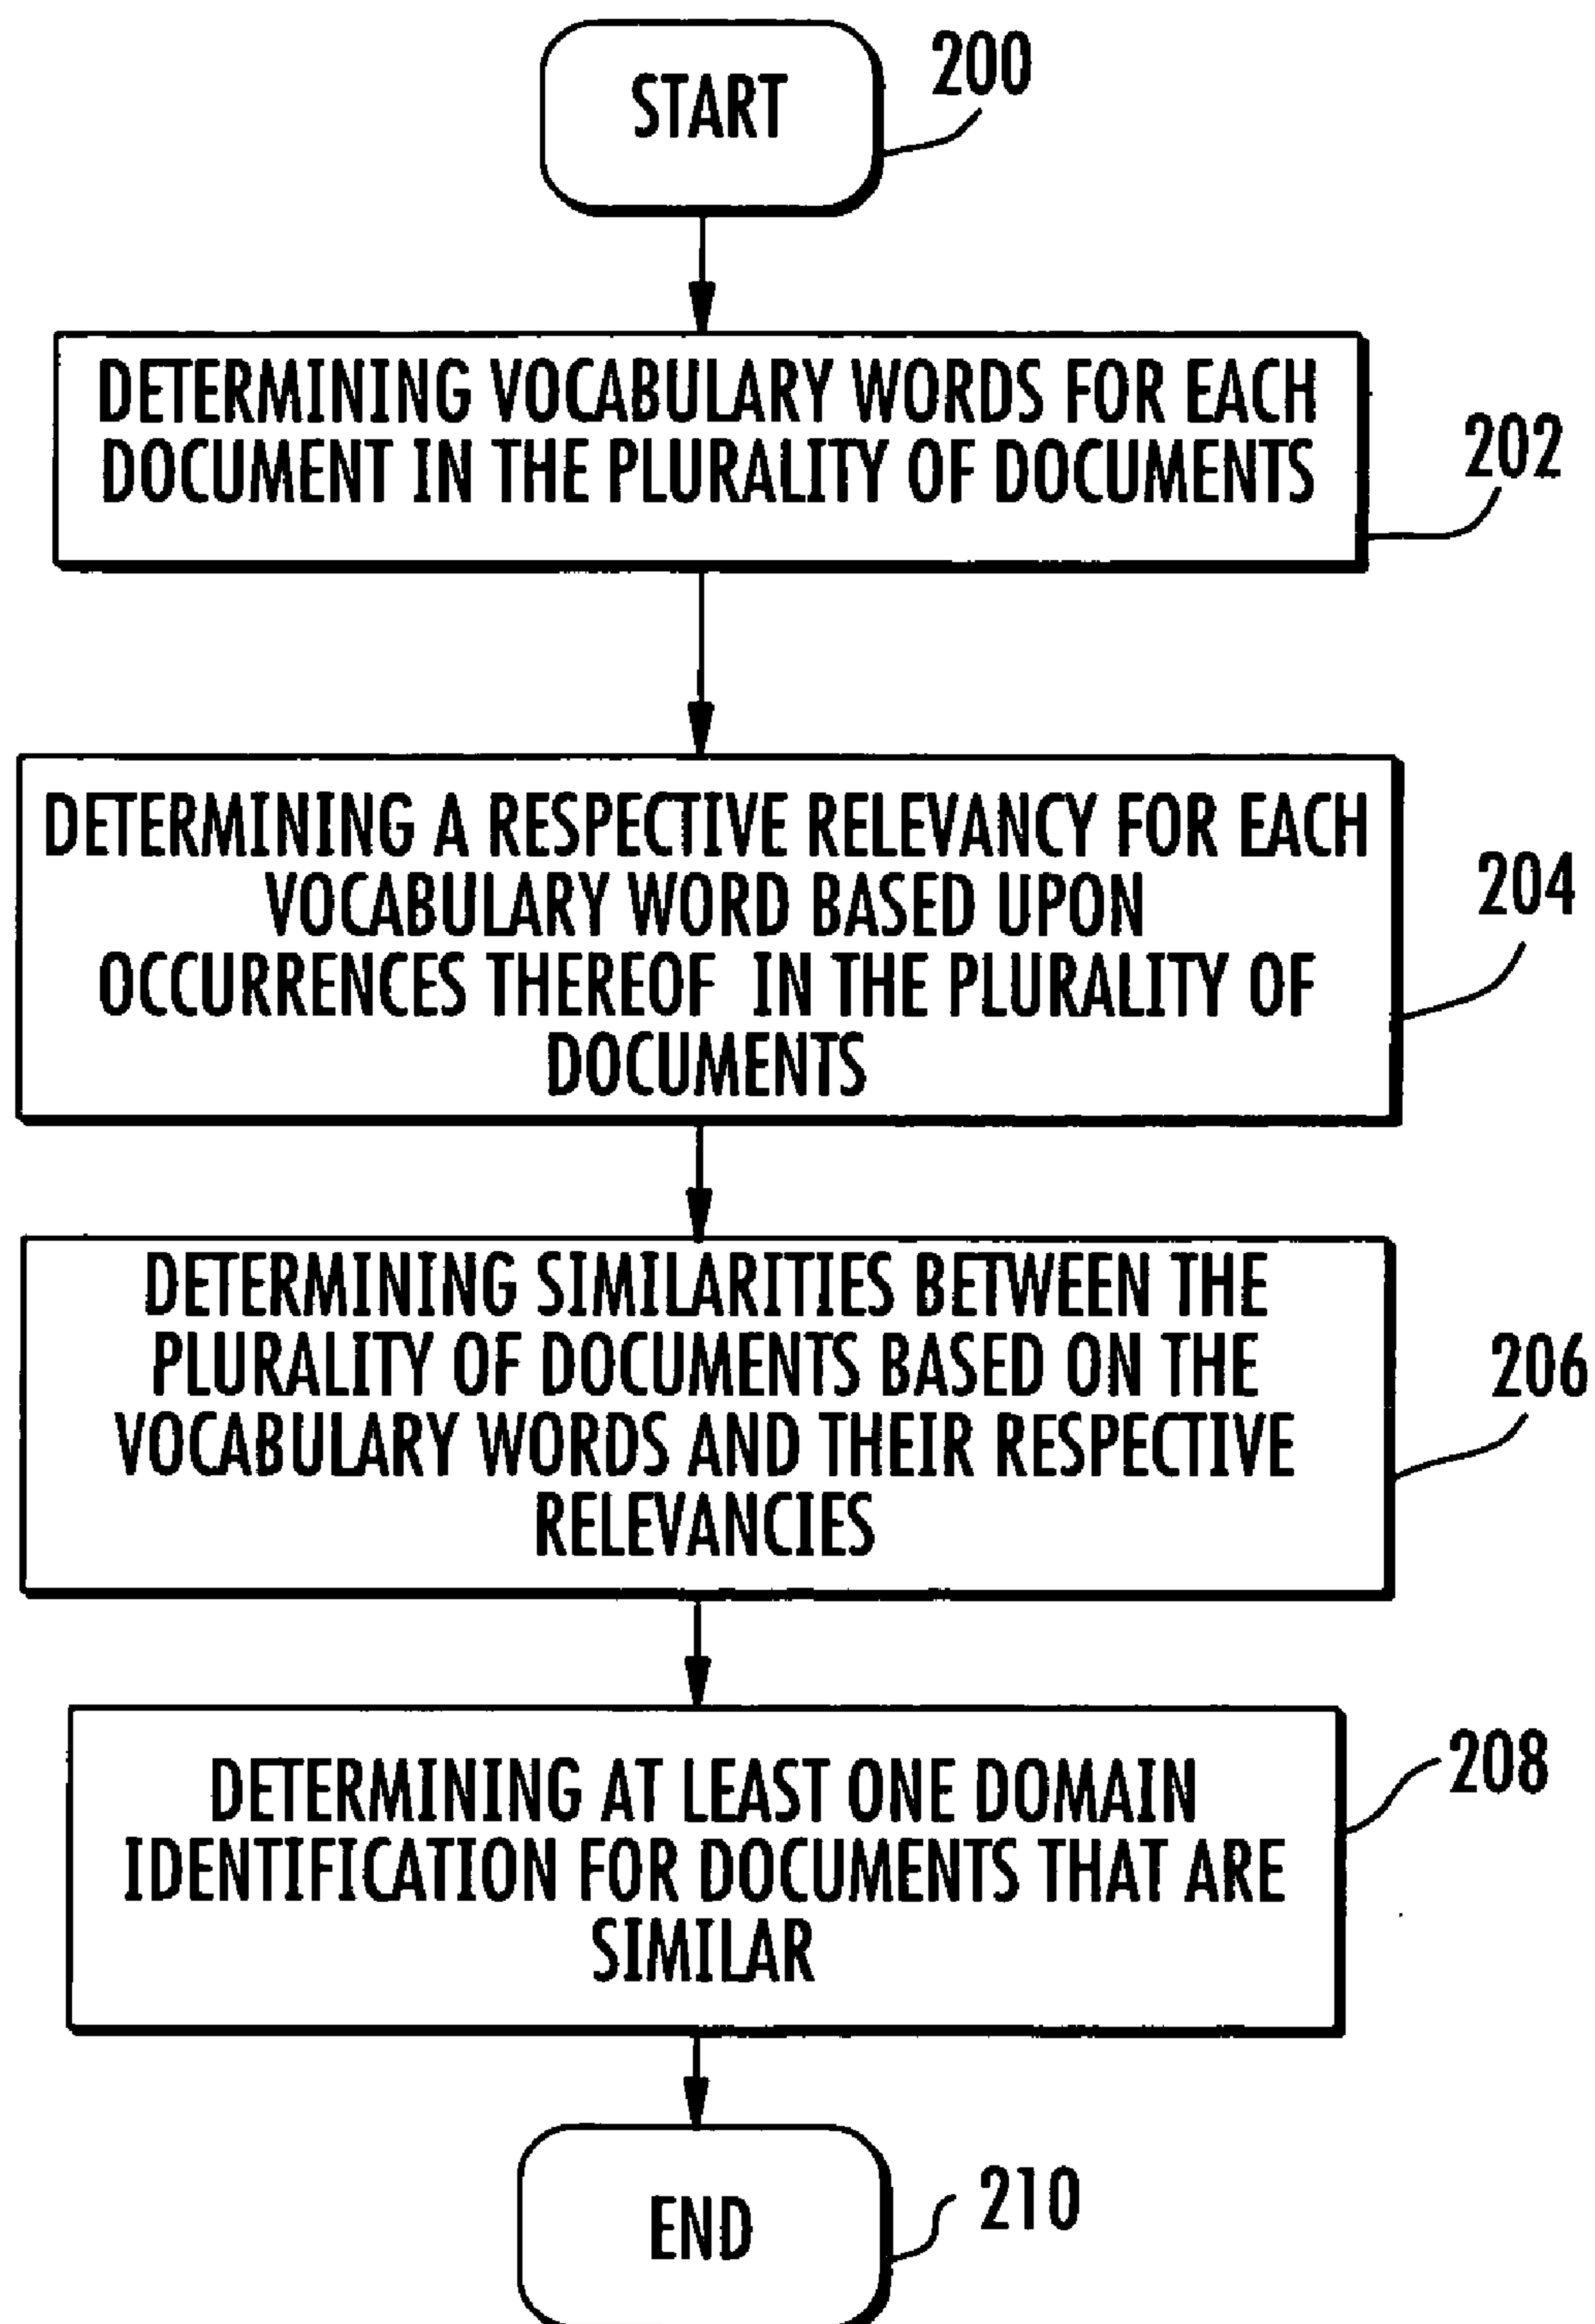 START
200
DETERMINING VOCABULARY WORDS FOR EACH
DOCUMENT IN THE PLURALITY OF DOCUMENTS
202
DETERMINING A RESPECTIVE RELEVANCY FOR EACH
VOCABULARY WORD BASED UPON
OCCURRENCES THEREOF IN THE PLURALITY OF
DOCUMENTS
204
DETERMINING SIMILARITIES BETWEEN THE
PLURALITY OF DOCUMENTS BASED ON THE
VOCABULARY WORDS AND THEIR RESPECTIVE
RELEVANCIES
206
DETERMINING AT LEAST ONE DOMAIN
IDENTIFICATION FOR DOCUMENTS THAT ARE
SIMILAR
208
END
210